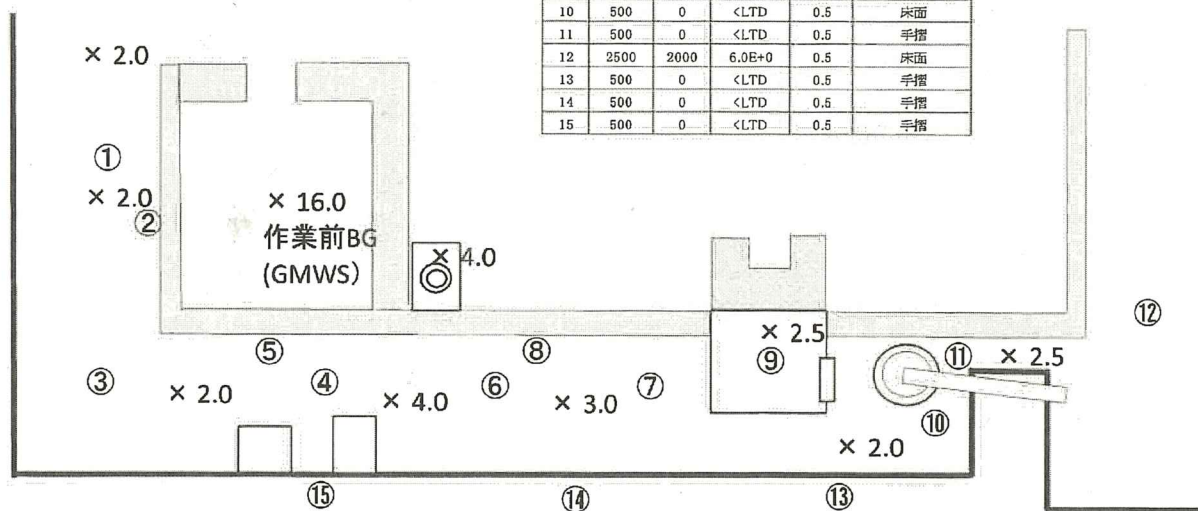 10 500 0 <LTD 0.5 床面
11 500 0 <LTD 0.5 手摺
12 2500 2000 6.0E+0 0.5 床面
13 500 0 <LTD 0.5 手摺
14 500 0 <LTD 0.5 手摺
15 500 0 <LTD 0.5 手摺
× 2.0
①
× 2.0
②
× 16.0
作業前BG
(GMWS)
× 4.0
⑫
× 2.5
⑨
⑤
⑧
⑪ × 2.5
③
× 2.0
④
× 4.0
⑥
× 3.0
⑦
⑩
× 2.0
⑮
⑭
⑬